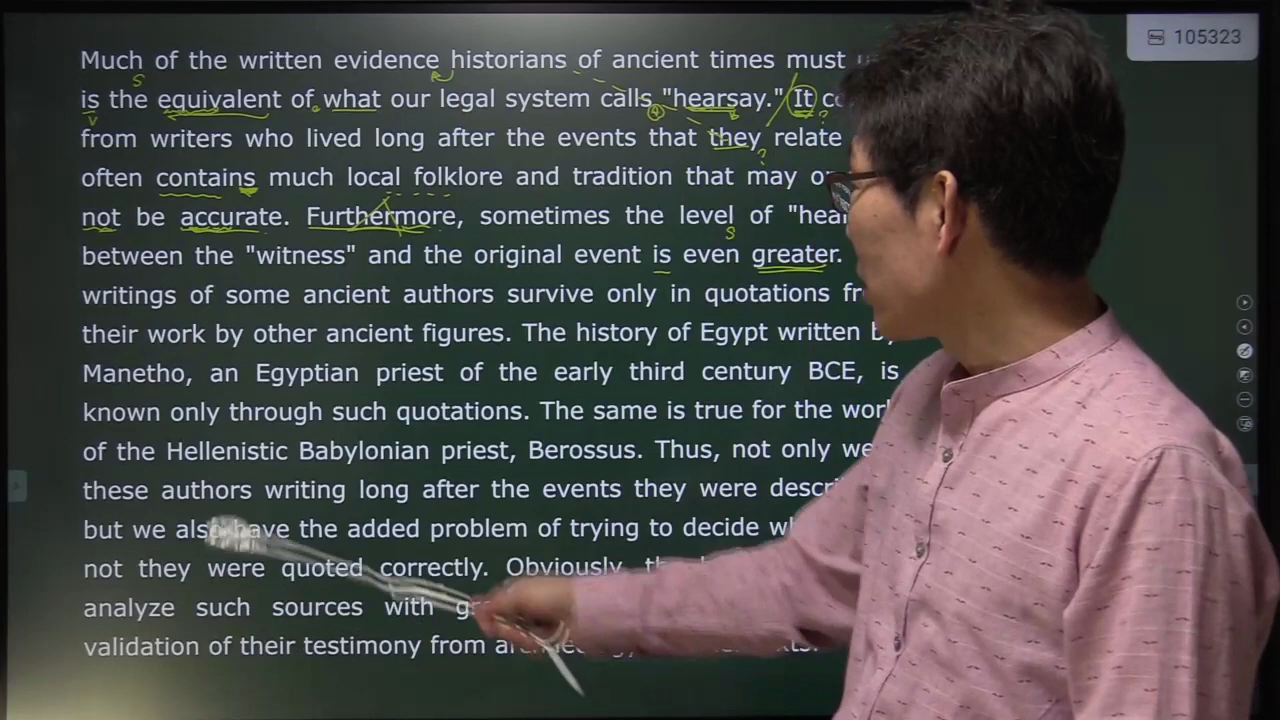 105323
Much of the written evidence historians of ancient times must
is the equivalent of what our legal system calls "hearsay." It
from writers who lived long after the events that they relate
often contains much local folklore and tradition that may
not be accurate. Furthermore, sometimes the level of
between the "witness" and the original event is even greater.
writings of some ancient authors survive only in quotations
their work by other ancient figures. The history of Egypt written
Manetho, an Egyptian priest of the early third century BCE, is
known only through such quotations. The same is true for the
of the Hellenistic Babylonian priest, Berossus. Thus, not only
these authors writing long after the events they were
but we also have the added problem of trying to decide
not they were quoted correctly. Obviously,
analyze such sources with
validation of their testimony from